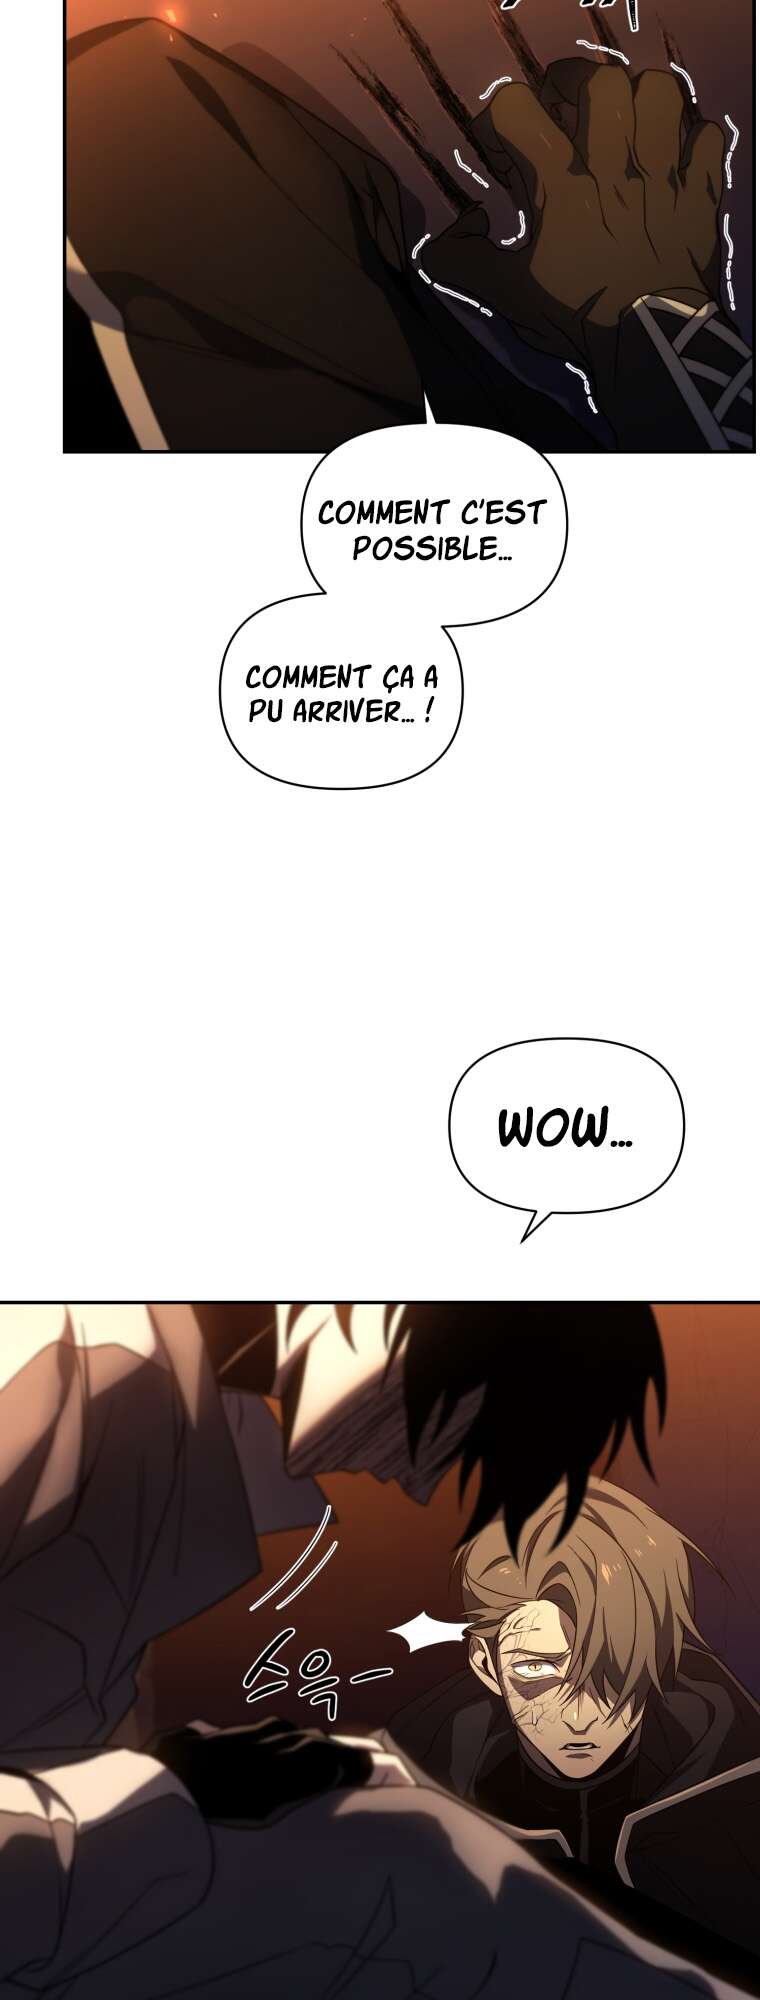 COMMENT C'EST
POSSIBLE...
COMMENT ÇA A
PU ARRIVER... !
WOW...
스윽-